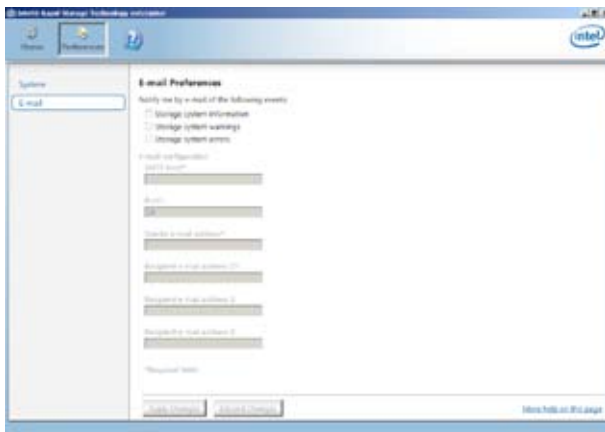 Intel® Rapid Storage Technology enterprise
Home
Preferences
intel
System
E-mail
E-mail Preferences
Notify me by e-mail of the following events:
Storage system information
Storage system warnings
Storage system errors
E-mail configuration
SMTP host*:
Port*:
Sender e-mail address*:
Recipient e-mail address 1*:
Recipient e-mail address 2:
Recipient e-mail address 3:
*Required fields
Apply Changes
Discard Changes
More help on this page